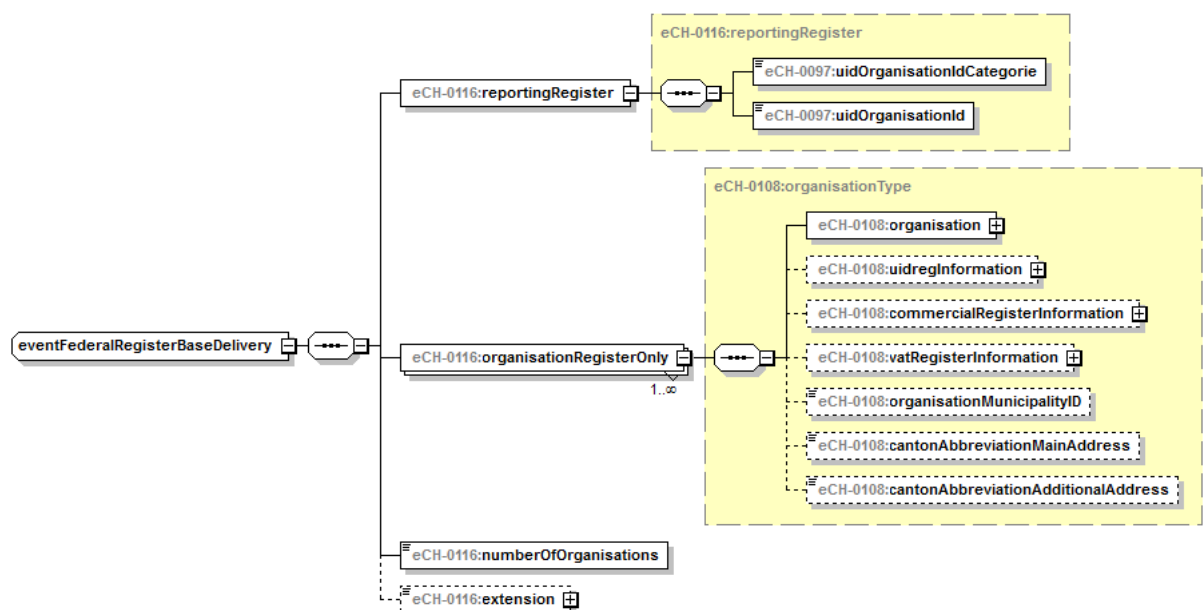 eCH-0116:reportingRegister
eCH-0116:reportingRegister
eCH-0097:uidOrganisationIdCategorie
eCH-0097:uidOrganisationId
eCH-0108:organisationType
eCH-0108:organisation
eCH-0108:uidregInformation
eCH-0108:commercialRegisterInformation
eventFederalRegisterBaseDelivery
eCH-0116:organisationRegisterOnly
1..∞
eCH-0108:vatRegisterInformation
eCH-0108:organisationMunicipalityID
eCH-0108:cantonAbbreviationMainAddress
eCH-0108:cantonAbbreviationAdditionalAddress
eCH-0116:numberOfOrganisations
eCH-0116:extension